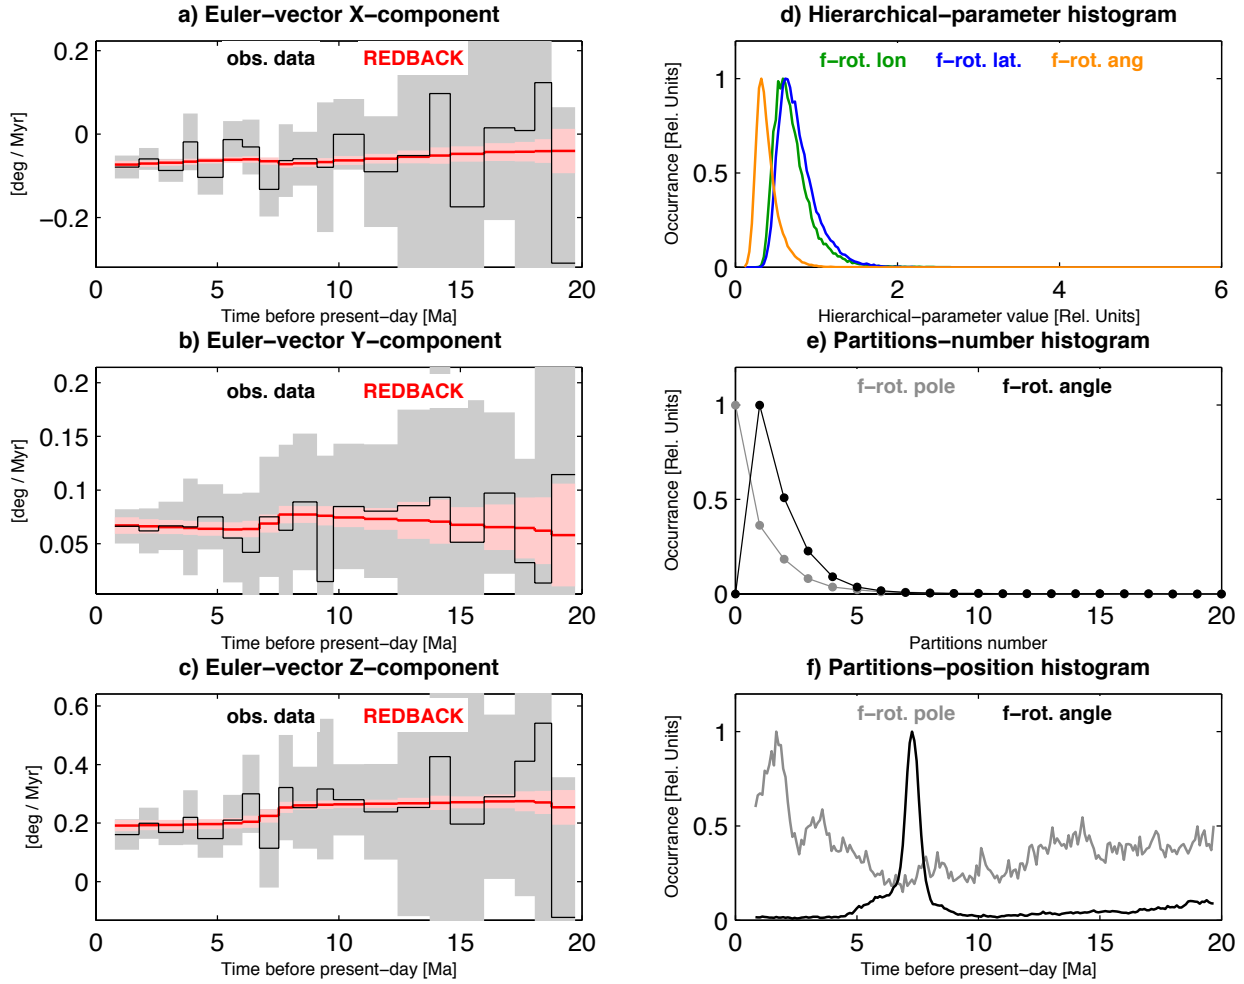 a) Euler−vector X−component
obs. data REDBACK
[deg / Myr]
0.2
0
−0.2
0 5 10 15 20
Time before present−day [Ma]
b) Euler−vector Y−component
obs. data REDBACK
[deg / Myr]
0.2
0.15
0.1
0.05
0 5 10 15 20
Time before present−day [Ma]
c) Euler−vector Z−component
obs. data REDBACK
[deg / Myr]
0.6
0.4
0.2
0
0 5 10 15 20
Time before present−day [Ma]
d) Hierarchical−parameter histogram
f−rot. lon f−rot. lat. f−rot. ang
Occurrance [Rel. Units]
1
0.5
0
0 2 4 6
Hierarchical−parameter value [Rel. Units]
e) Partitions−number histogram
f−rot. pole f−rot. angle
Occurrance [Rel. Units]
1
0.5
0
0 5 10 15 20
Partitions number
f) Partitions−position histogram
f−rot. pole f−rot. angle
Occurrance [Rel. Units]
1
0.5
0
0 5 10 15 20
Time before present−day [Ma]